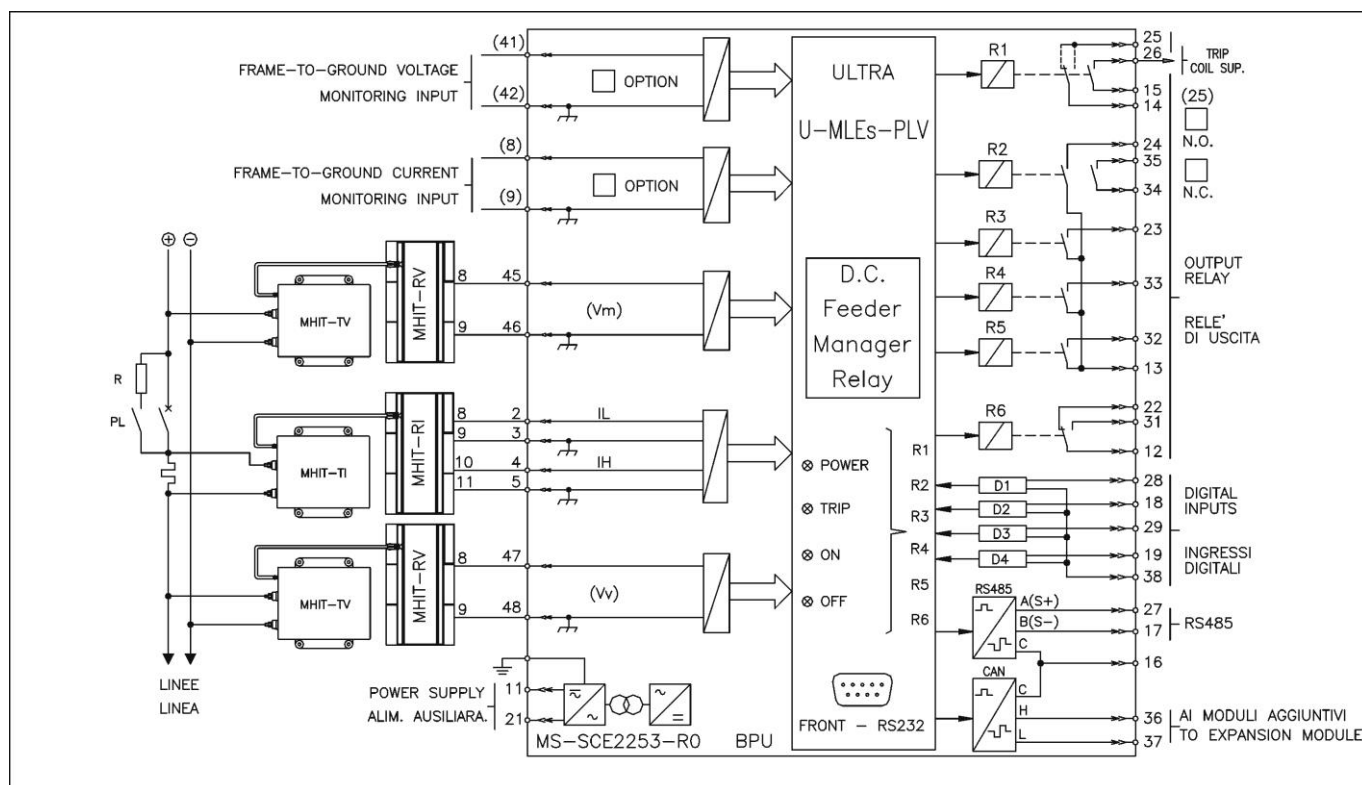 (41)
FRAME-TO-GROUND VOLTAGE
MONITORING INPUT
OPTION
(42)
(8)
FRAME-TO-GROUND CURRENT
MONITORING INPUT
OPTION
(9)
+
-
MHIT-TV
MHIT-RV
8
45
(Vm)
9
46
R
PL
MHIT-TI
MHIT-RI
8
2
IL
9
3
10
4
IH
11
5
MHIT-TV
MHIT-RV
8
47
(Vv)
9
48
LINEE
LINEA
POWER SUPPLY
ALIM. AUSILIARA.
11
21
MS-SCE2253-R0
BPU
ULTRA
U-MLEs-PLV
D.C.
Feeder
Manager
Relay
POWER
TRIP
ON
OFF
R1
R2
R3
R4
R5
R6
FRONT - RS232
R1
R2
R3
R4
R5
R6
D1
D2
D3
D4
RS485
A(S+)
B(S-)
C
CAN
C
H
L
25
26
TRIP
COIL SUP.
15
14
(25)
N.O.
N.C.
24
35
34
23
33
32
13
OUTPUT
RELAY
RELE'
DI USCITA
22
31
12
28
18
29
19
38
DIGITAL
INPUTS
INGRESSI
DIGITALI
27
17
RS485
16
36
37
AI MODULI AGGIUNTIVI
TO EXPANSION MODULE